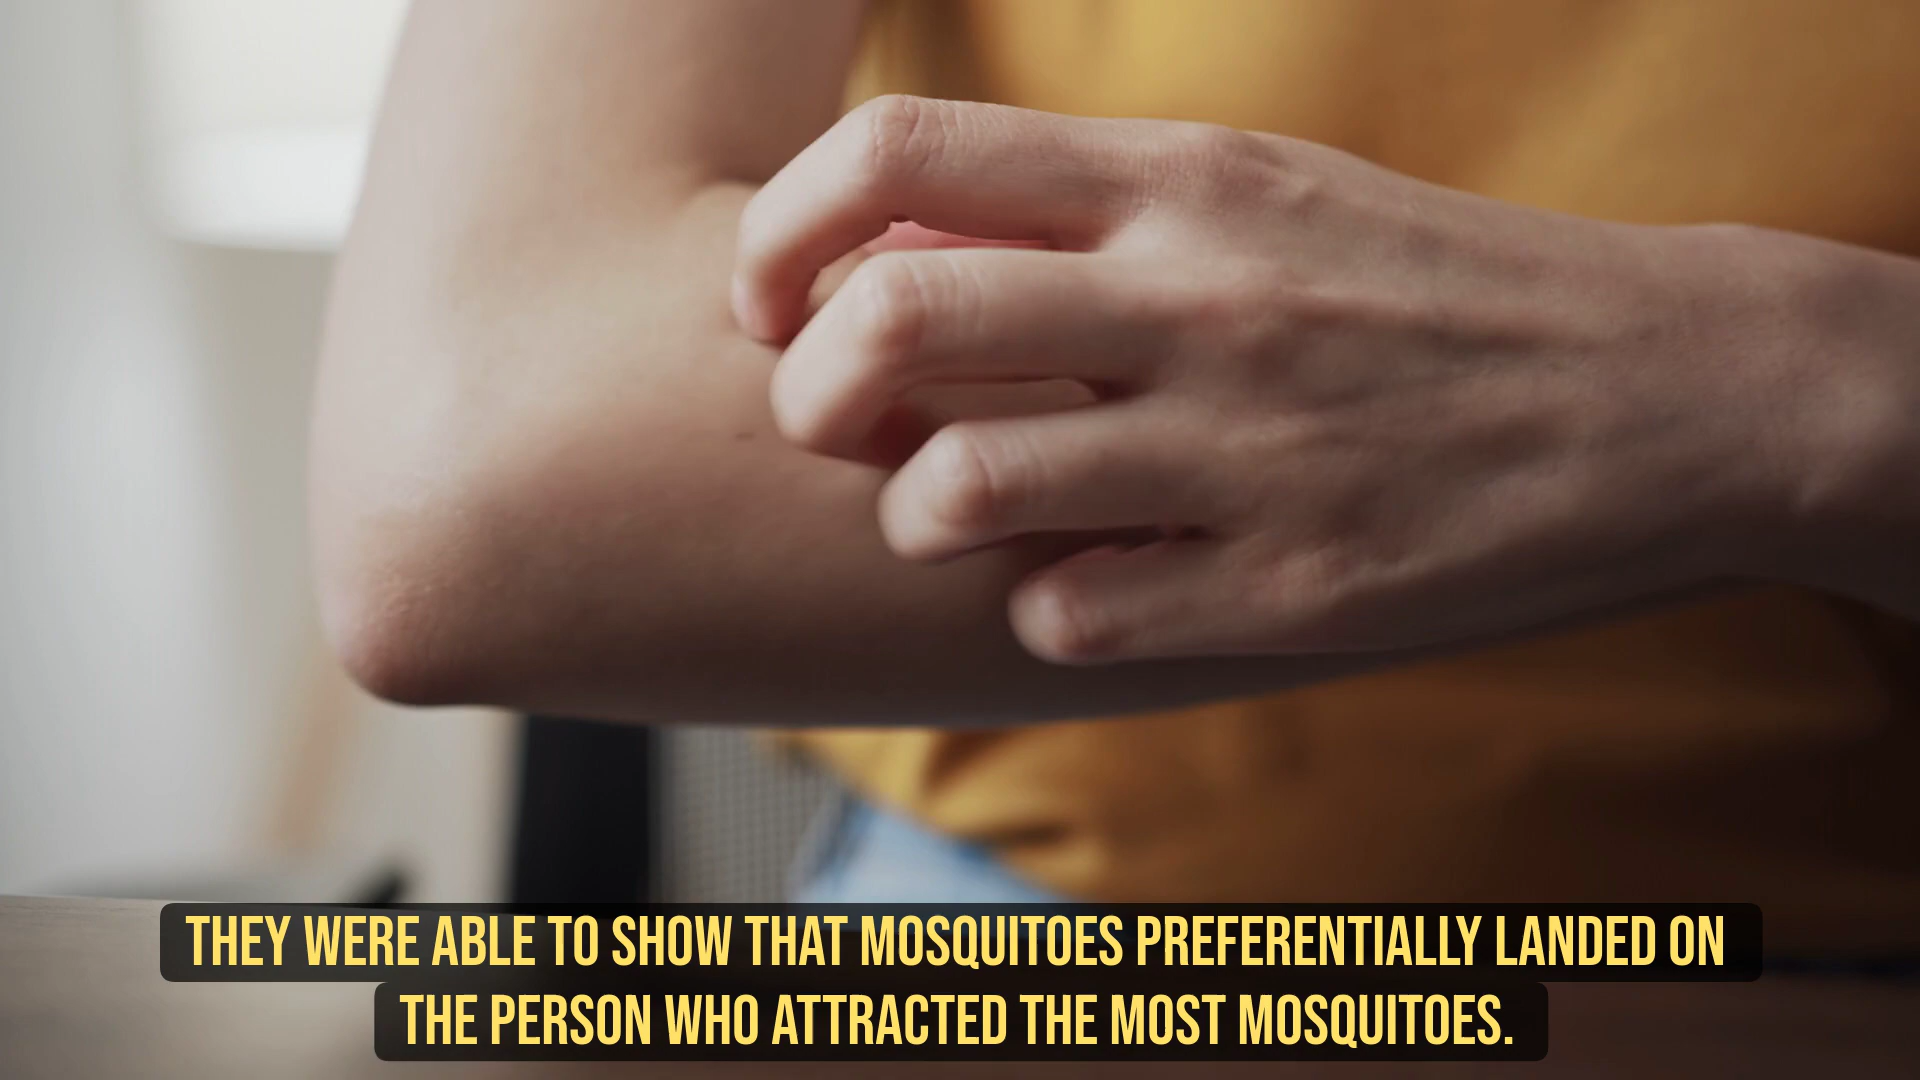 THEY WERE ABLE TO SHOW THAT MOSQUITOES PREFERENTIALLY LANDED ON
THE PERSON WHO ATTRACTED THE MOST MOSQUITOES.